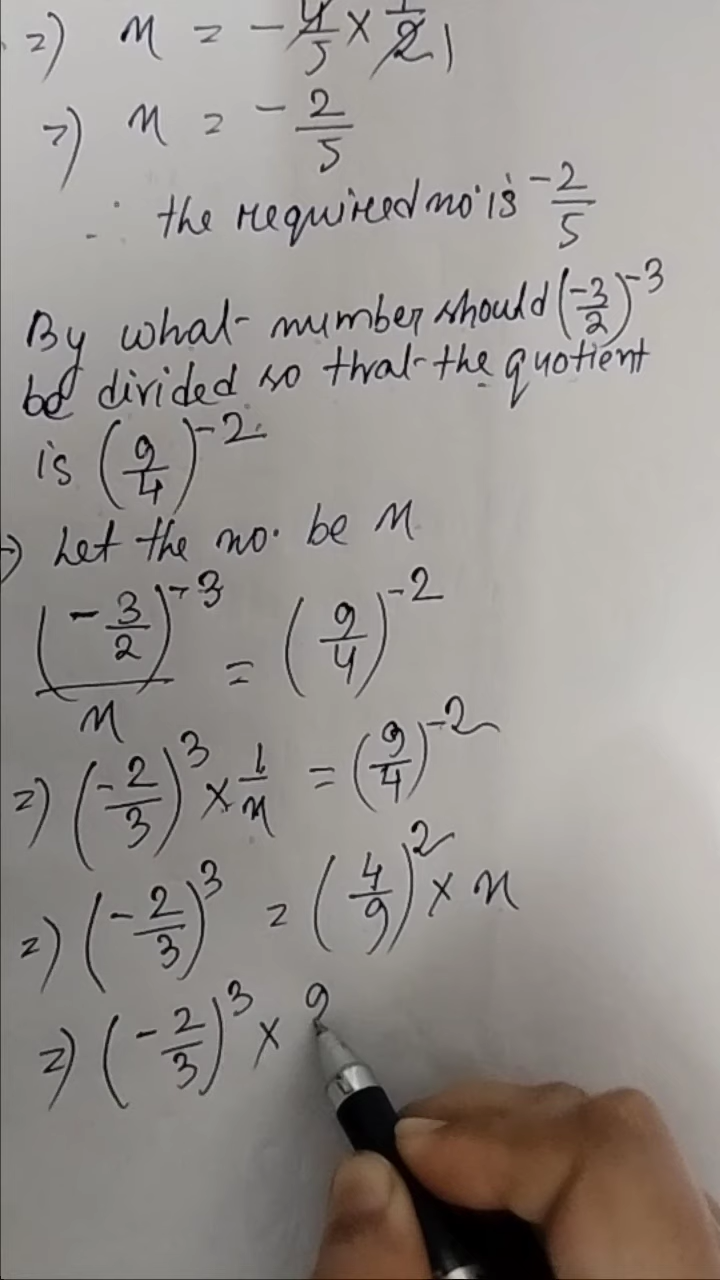 =) x = - 4/5 × 1/2 1
=) x = - 2/5
∴ the required no. is -2/5
By what number should (-3/2)^-3
be divided so that the quotient
is (9/4)^-2.
=) Let the no. be x
(-3/2)^-3 / x = (9/4)^-2
=) (-2/3)^3 × 1/x = (9/4)^-2
=) (-2/3)^3 = (4/9)^2 × x
=) (-2/3)^3 × 9